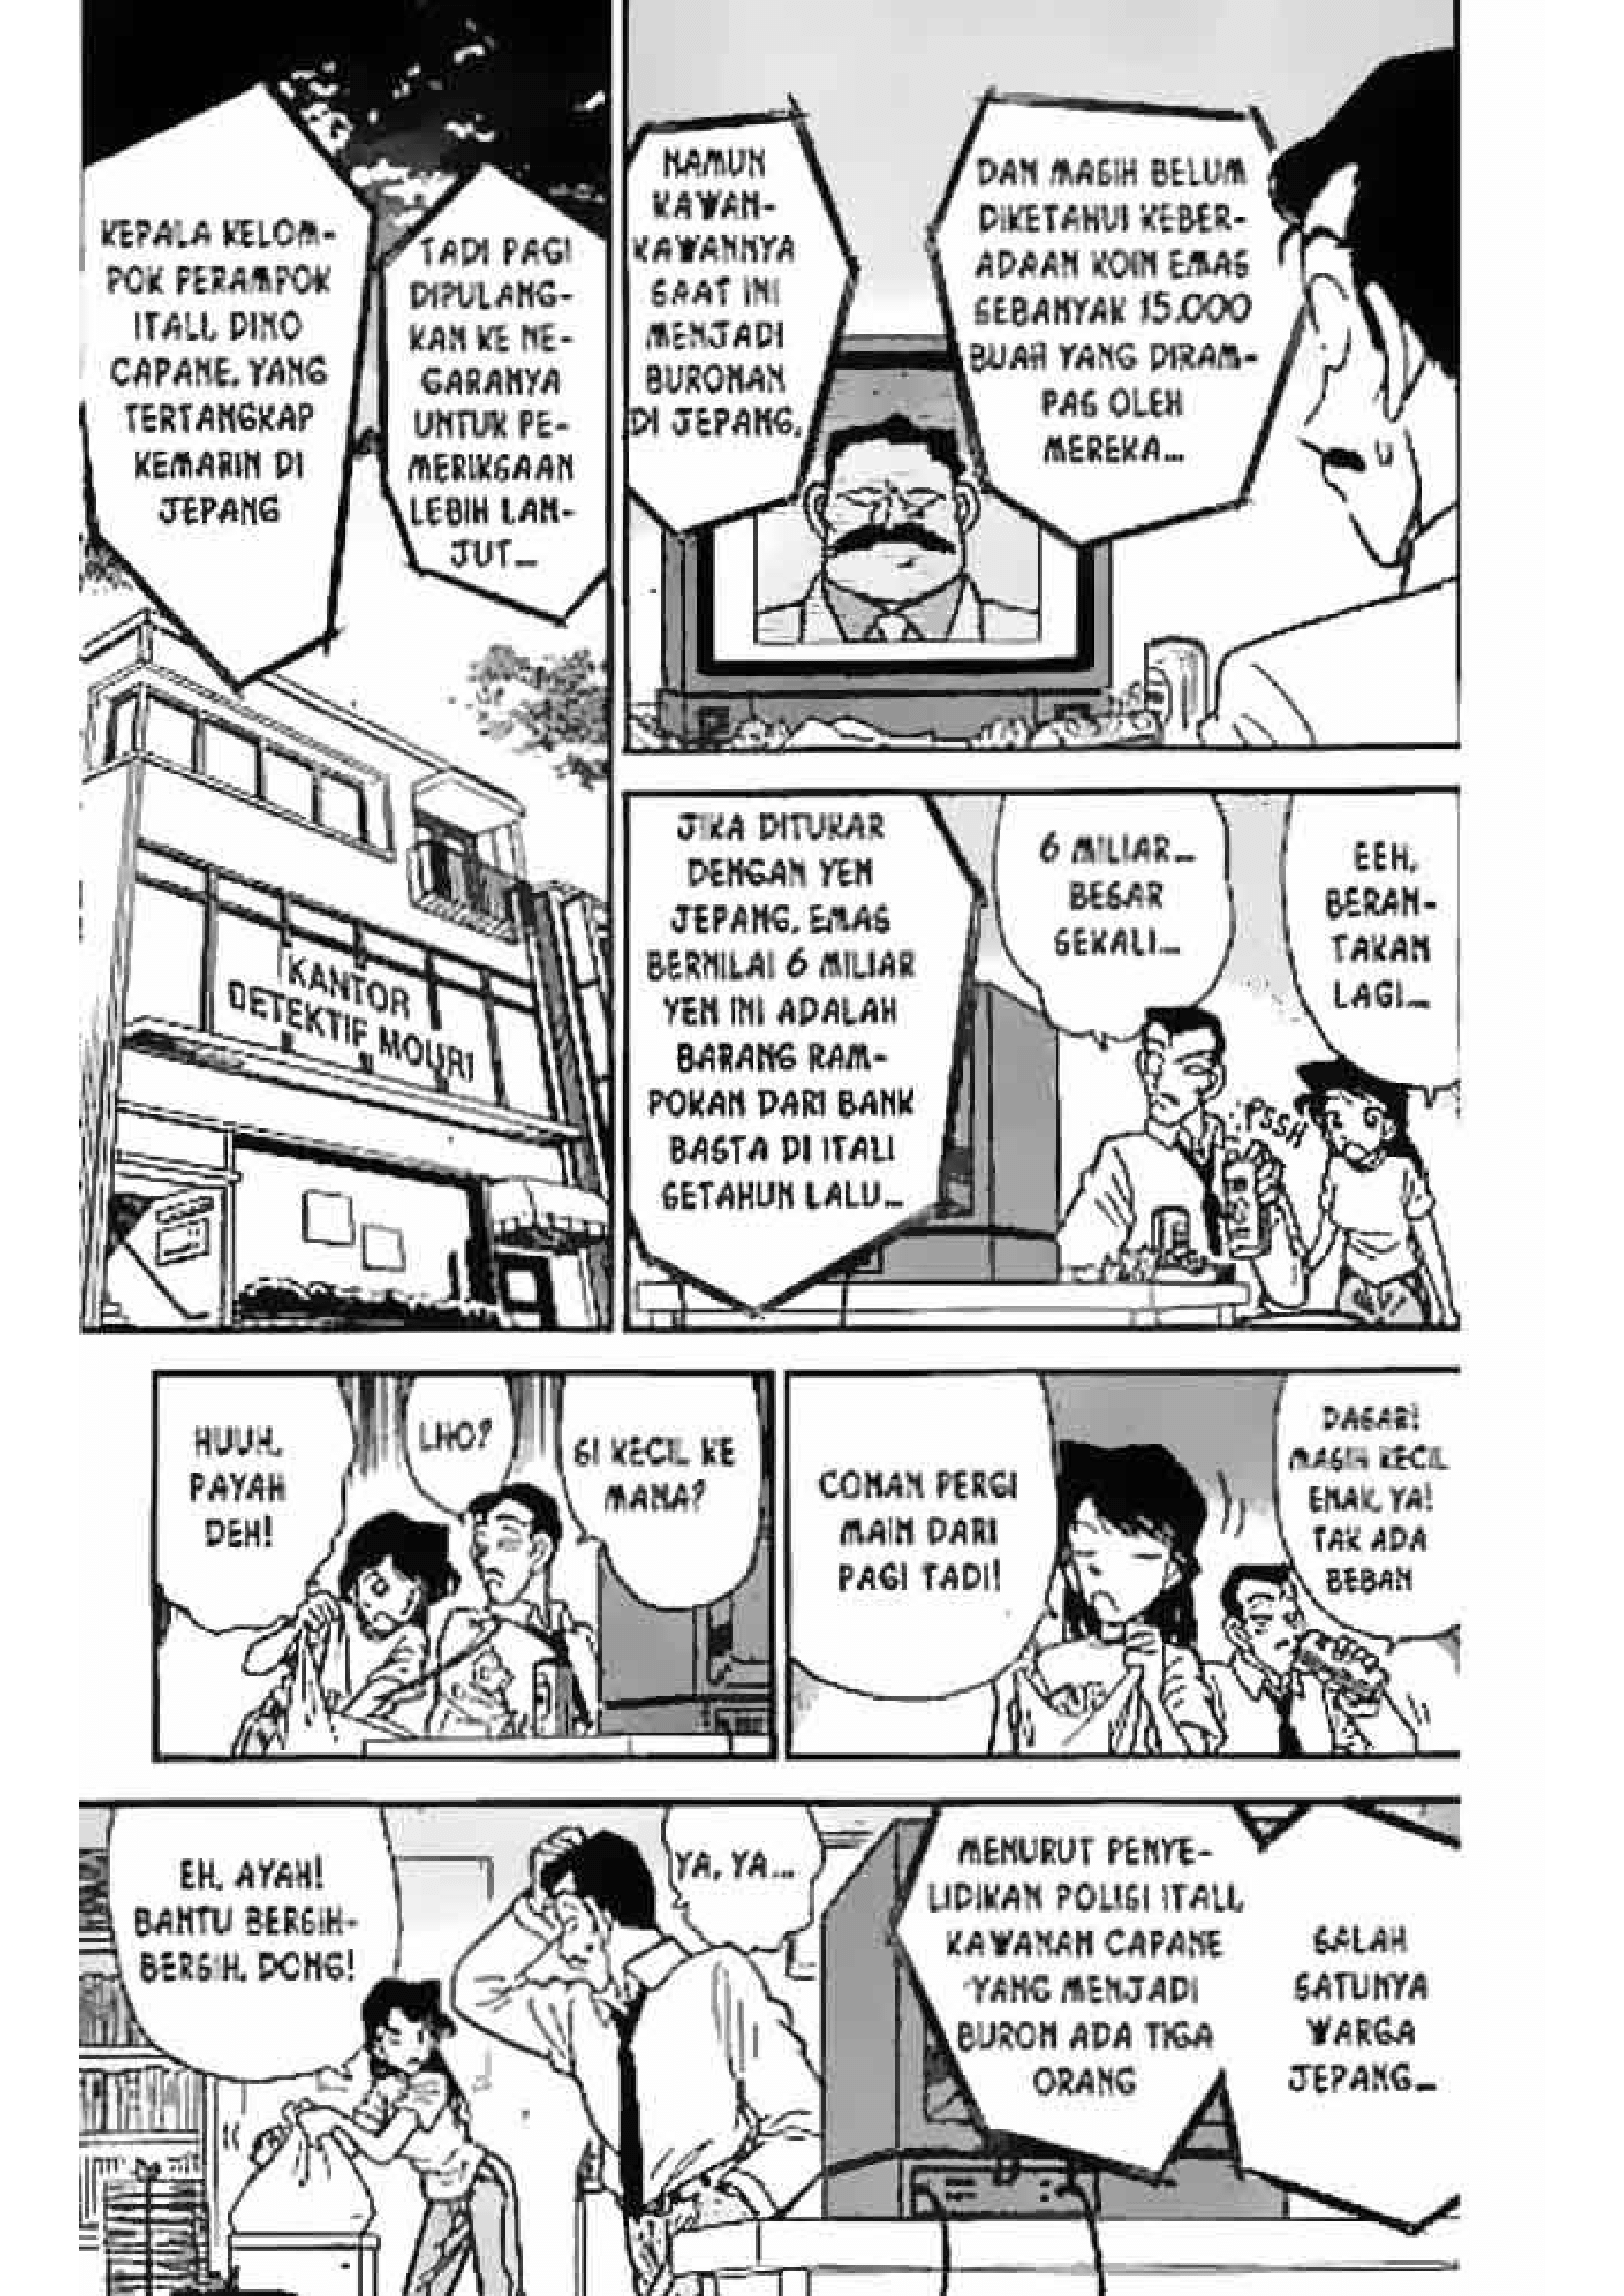 KEPALA KELOM-
POK PERAMPOK
ITALI, DINO
CAPANE, YANG
TERTANGKAP
KEMARIN DI
JEPANG
TADI PAGI
DIPULANG-
KAN KE NE-
GARANYA
UNTUK PE-
MERIKSAAN
LEBIH LAN-
JUT...
KANTOR
DETEKTIF MOURI
NAMUN
KAWAN-
KAWANNYA
SAAT INI
MENJADI
BURONAN
DI JEPANG,
DAN MASIH BELUM
DIKETAHUI KEBER-
ADAAN KOIN EMAS
SEBANYAK 15.000
BUAH YANG DIRAM-
PAS OLEH
MEREKA...
JIKA DITUKAR
DENGAN YEN
JEPANG, EMAS
BERNILAI 6 MILIAR
YEN INI ADALAH
BARANG RAM-
POKAN DARI BANK
BASTA DI ITALI
SETAHUN LALU...
6 MILIAR...
BESAR
SEKALI...
PSSH
EEH,
BERAN-
TAKAN
LAGI...
HUUH,
PAYAH
DEH!
LHO?
SI KECIL KE
MANA?
CONAN PERGI
MAIN DARI
PAGI TADI!
DASAR!
MASIH KECIL
ENAK, YA!
TAK ADA
BEBAN
EH, AYAH!
BANTU BERSIH-
BERSIH, DONG!
YA, YA...
MENURUT PENYE-
LIDIKAN POLISI ITALI,
KAWANAN CAPANE
YANG MENJADI
BURON ADA TIGA
ORANG
SALAH
SATUNYA
WARGA
JEPANG...